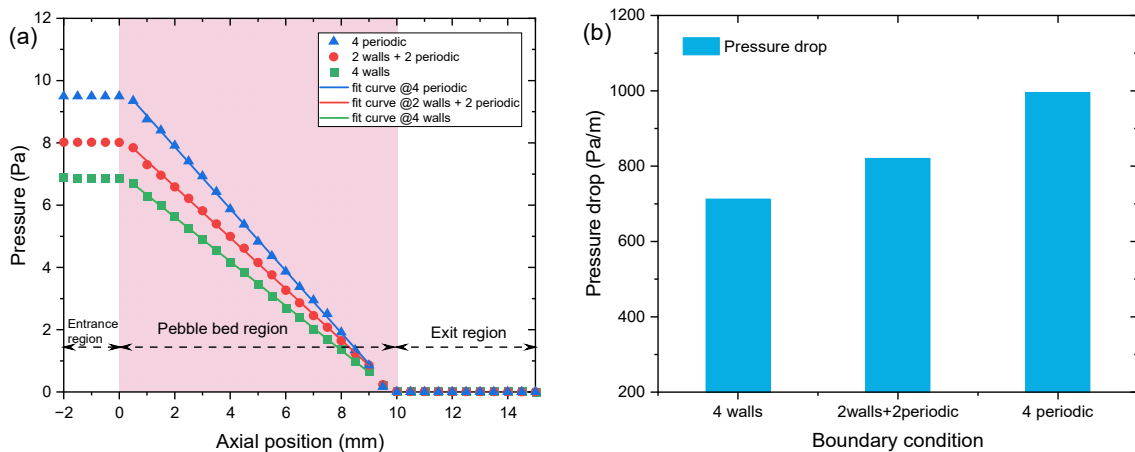 (a)
12
10
8
6
4
2
0
Pressure (Pa)
4 periodic
2 walls + 2 periodic
4 walls
fit curve @4 periodic
fit curve @2 walls + 2 periodic
fit curve @4 walls
Entrance
region
Pebble bed region
Exit region
−2 0 2 4 6 8 10 12 14
Axial position (mm)
(b)
1200
1000
800
600
400
200
Pressure drop (Pa/m)
Pressure drop
4 walls 2walls+2periodic 4 periodic
Boundary condition